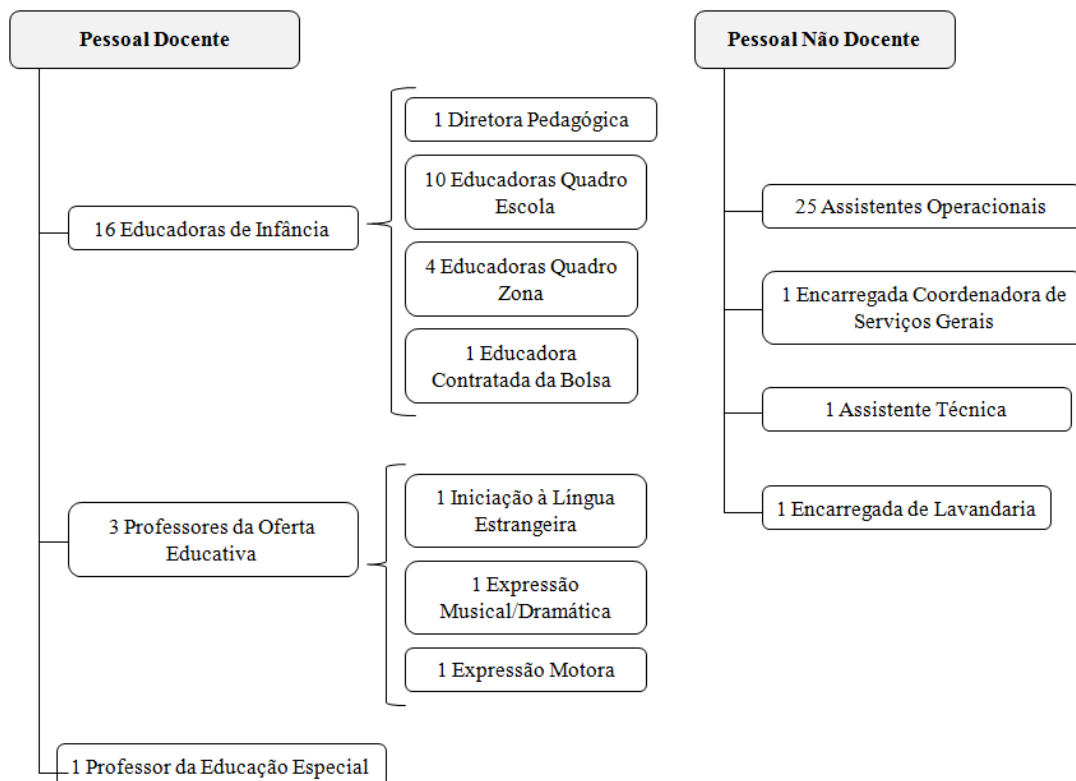 Pessoal Docente
16 Educadoras de Infância
1 Diretora Pedagógica
10 Educadoras Quadro
Escola
4 Educadoras Quadro
Zona
1 Educadora
Contratada da Bolsa
3 Professores da Oferta
Educativa
1 Iniciação à Língua
Estrangeira
1 Expressão
Musical/Dramática
1 Expressão Motora
1 Professor da Educação Especial
Pessoal Não Docente
25 Assistentes Operacionais
1 Encarregada Coordenadora de
Serviços Gerais
1 Assistente Técnica
1 Encarregada de Lavandaria